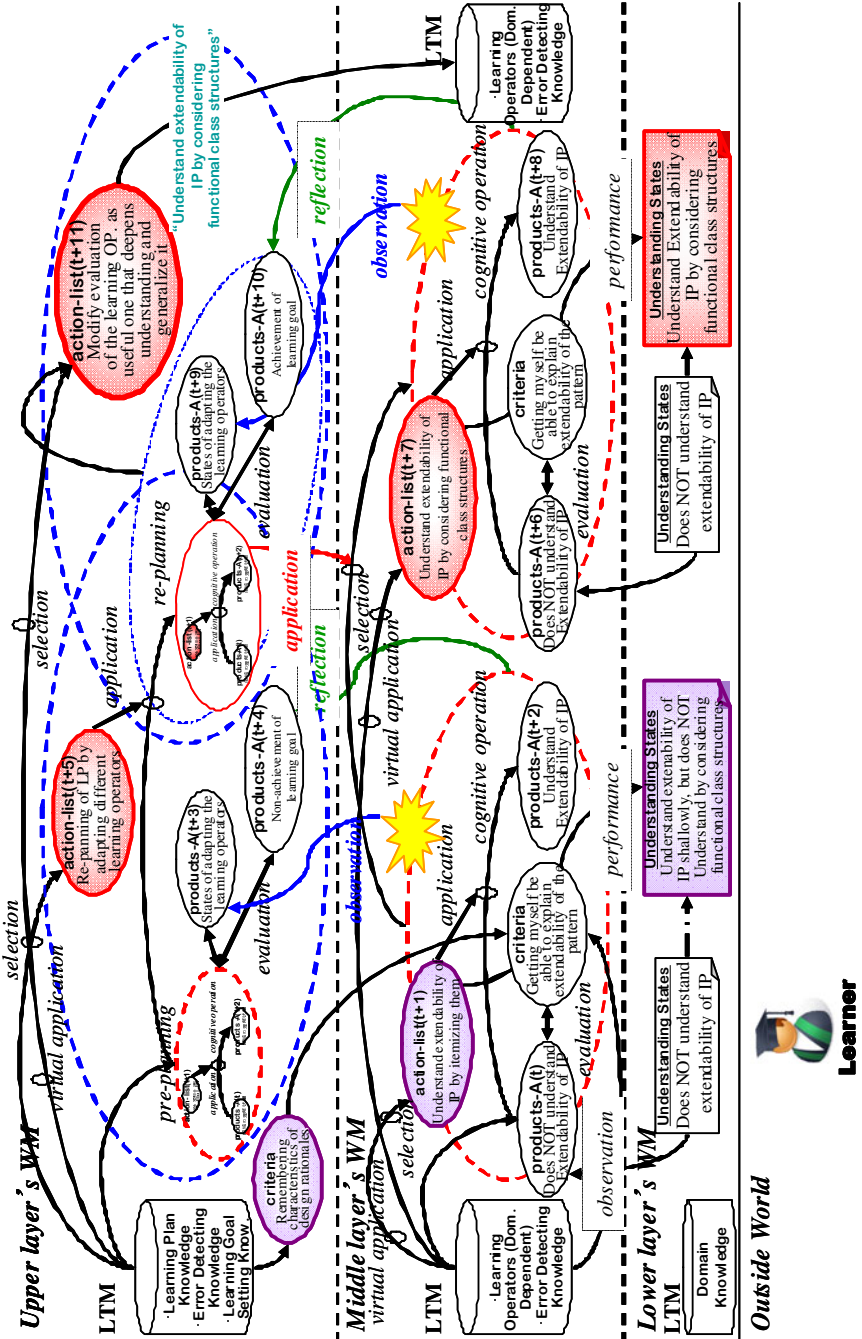 Upper layer's WM
LTM
·Learning Plan
Knowledge
·Error Detecting
Knowledge
·Learning Goal
Setting Know.
selection
virtual application
pre-planning
application
cognitive operation
criteria
Remembering
characteristics of
design rationales
products-A(t+3)
States of adapting the
learning operators
products-A(t+4)
Non-achievement of
learning goal
evaluation
action-list(t+5)
Re-panning of LP by
adapting different
learning operators
application
selection
re-planning
application
cognitive operation
evaluation
products-A(t+9)
States of adapting the
learning operators
products-A(t+10)
Achievement of
learning goal
action-list(t+11)
Modify evaluation
of the learning OP. as
useful one that deepens
understanding and
generalize it
“Understand extendability of
IP by considering
functional class structures”
reflection
application
reflection
observation
observation
Middle layer's WM
virtual application
LTM
·Learning
Operators (Dom.
Dependent)
·Error Detecting
Knowledge
selection
action-list(t+1)
Understand extendability of
IP by itemizing them
application
cognitive operation
products-A(t)
Does NOT understand
Extendability of IP
criteria
Getting myself be
able to explain
extendability of the
pattern
products-A(t+2)
Understand
Extendability of IP
evaluation
virtual application
selection
action-list(t+7)
Understand extendability of
IP by considering functional
class structures
application
cognitive operation
products-A(t+6)
Does NOT understand
Extendability of IP
criteria
Getting myself be
able to explain
extendability of the
pattern
products-A(t+8)
Understand
Extendability of IP
evaluation
LTM
·Learning
Operators (Dom.
Dependent)
·Error Detecting
Knowledge
observation
performance
performance
Lower layer's WM
LTM
Domain
Knowledge
Understanding States
Does NOT understand
extendability of IP
Understanding States
Understand extenability of
IP shallowly, but does NOT
Understand by considering
functional class structures
Understanding States
Does NOT understand
extendability of IP
Understanding States
Understand Extendability of
IP by considering
functional class structures
Outside World
Learner